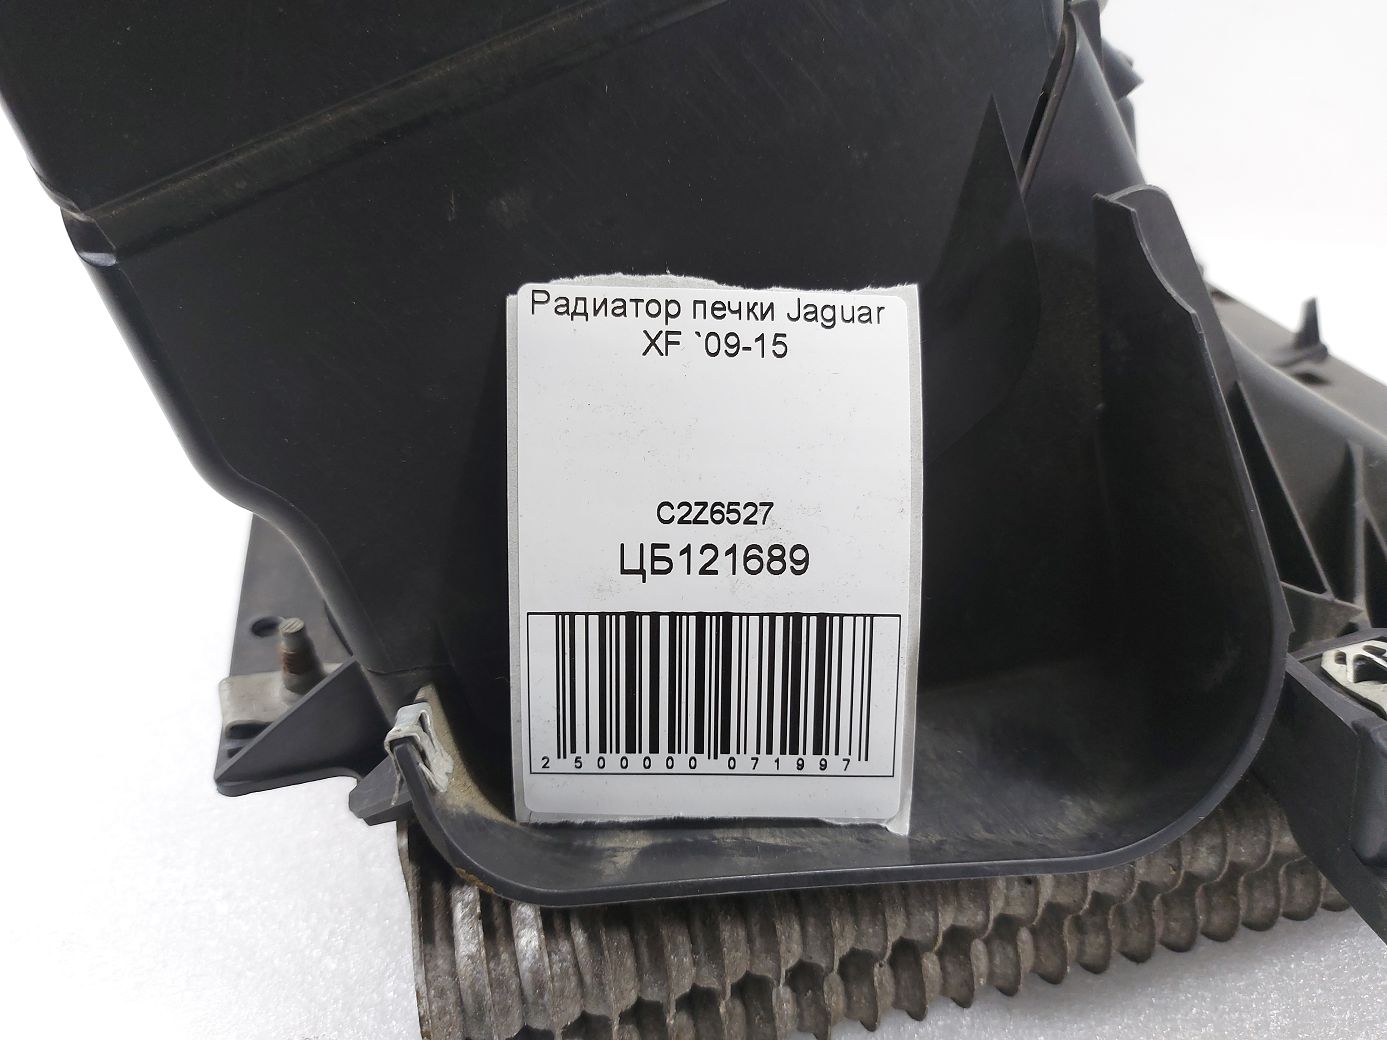 Радиатор печки Jaguar
XF `09-15
C2Z6527
ЦБ121689
2 500000 071997